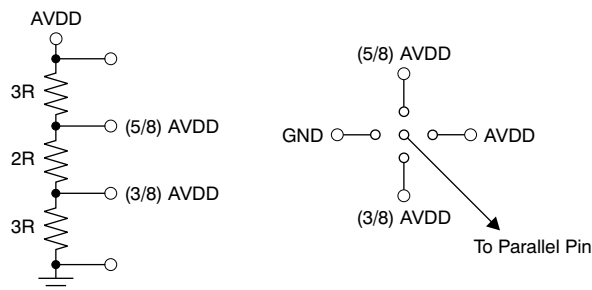 AVDD
3R
(5/8) AVDD
2R
(3/8) AVDD
3R
(5/8) AVDD
GND
AVDD
(3/8) AVDD
To Parallel Pin